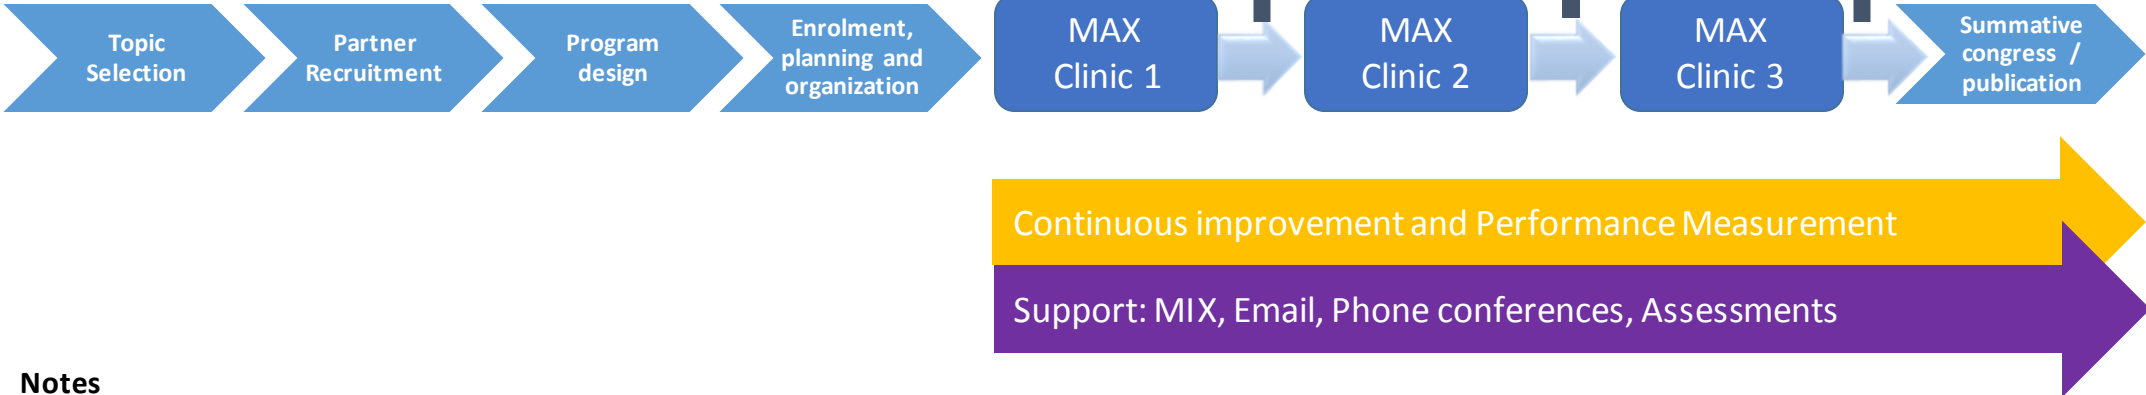 Topic
Selection
Partner
Recruitment
Program
design
Enrolment,
planning and
organization
MAX
Clinic 1
MAX
Clinic 2
MAX
Clinic 3
Summative
congress /
publication
Continuous improvement and Performance Measurement
Support: MIX, Email, Phone conferences, Assessments
Notes